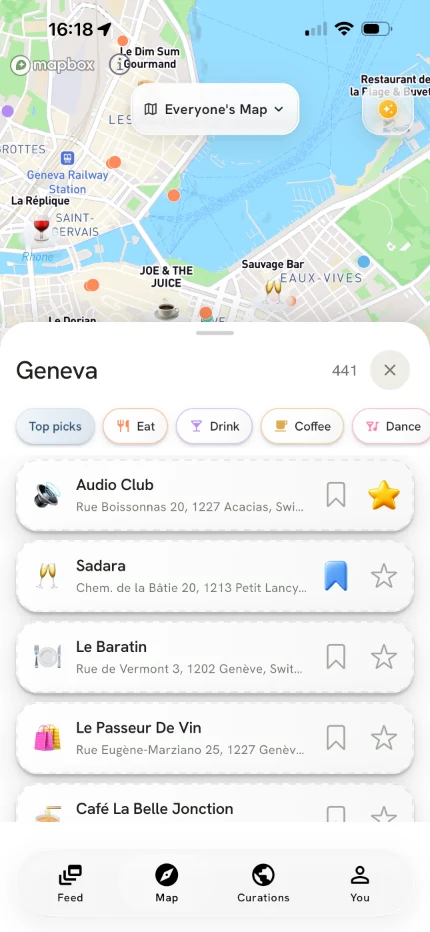 16:18
Le Dim Sum
Gourmand
mapbox
i
Restaurant de
Everyone's Map
LES
GROTTES
Geneva Railway
Station
La Réplique
SAINT-
GERVAIS
Rhône
JOE & THE
JUICE
Sauvage Bar
EAUX-VIVES
Le Dorian
IVE
Geneva
441
Top picks
Eat
Drink
Coffee
Dance
Audio Club
Rue Boissonnas 20, 1227 Acacias, Swi...
Sadara
Chem. de la Bâtie 20, 1213 Petit Lancy...
Le Baratin
Rue de Vermont 3, 1202 Genève, Swit...
Le Passeur De Vin
Rue Eugène-Marziano 25, 1227 Genèv...
Café La Belle Jonction
Feed
Map
Curations
You